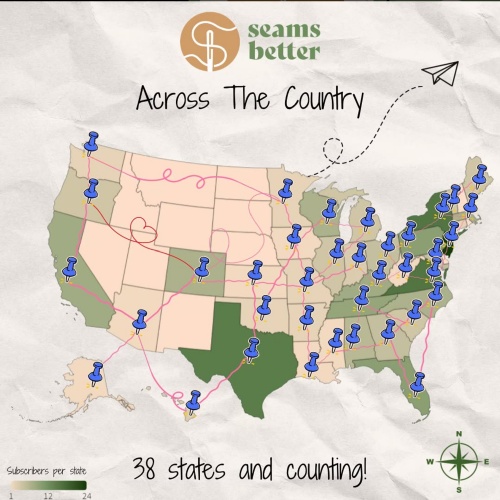 seams
better
Across The Country
38 states and counting!
Subscribers per state
1 12 24
N
W E
S